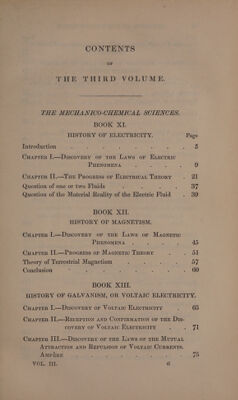 CONTENTS
OF
THE THIRD VOLUME.
THE MECHANICO-CHEMICAL SCIENCES.
BOOK XI.
HISTORY OF ELECTRICITY.
Page
Introduction . . . . . . . 5
Chapter I.—Discovery of the Laws of Electric
Phenomena . . . . 9
Chapter II.—The Progress of Electrical Theory . 21
Question of one or two Fluids . . . . 37
Question of the Material Reality of the Electric Fluid . 39
BOOK XII.
HISTORY OF MAGNETISM.
Chapter I.—Discovery of the Laws of Magnetic
Phenomena . . . . 45
Chapter II.—Progress of Magnetic Theory . . 51
Theory of Terrestrial Magnetism . . . . 57
Conclusion . . . . . . . 60
BOOK XIII.
HISTORY OF GALVANISM, OR VOLTAIC ELECTRICITY.
Chapter I.—Discovery of Voltaic Electricity . . 65
Chapter II.—Reception and Confirmation of the Dis-
covery of Voltaic Electricity . . 71
Chapter III.—Discovery of the Laws of the Mutual
Attraction and Repulsion of Voltaic Currents.
Ampère . . . . . . . 75
VOL. III. 6